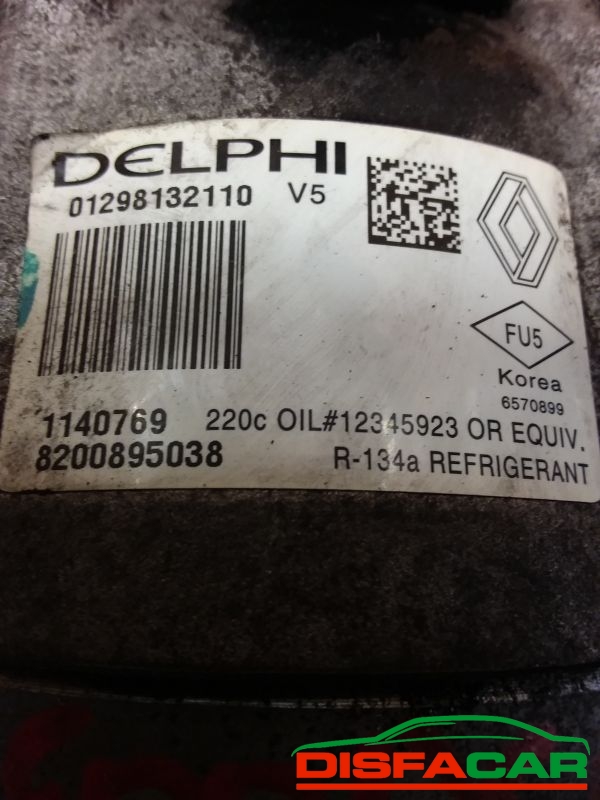 DELPHI
01298132110 V5
FU5
Korea
6570899
1140769 220c OIL#12345923 OR EQUIV.
8200895038 R-134a REFRIGERANT
DISFACAR